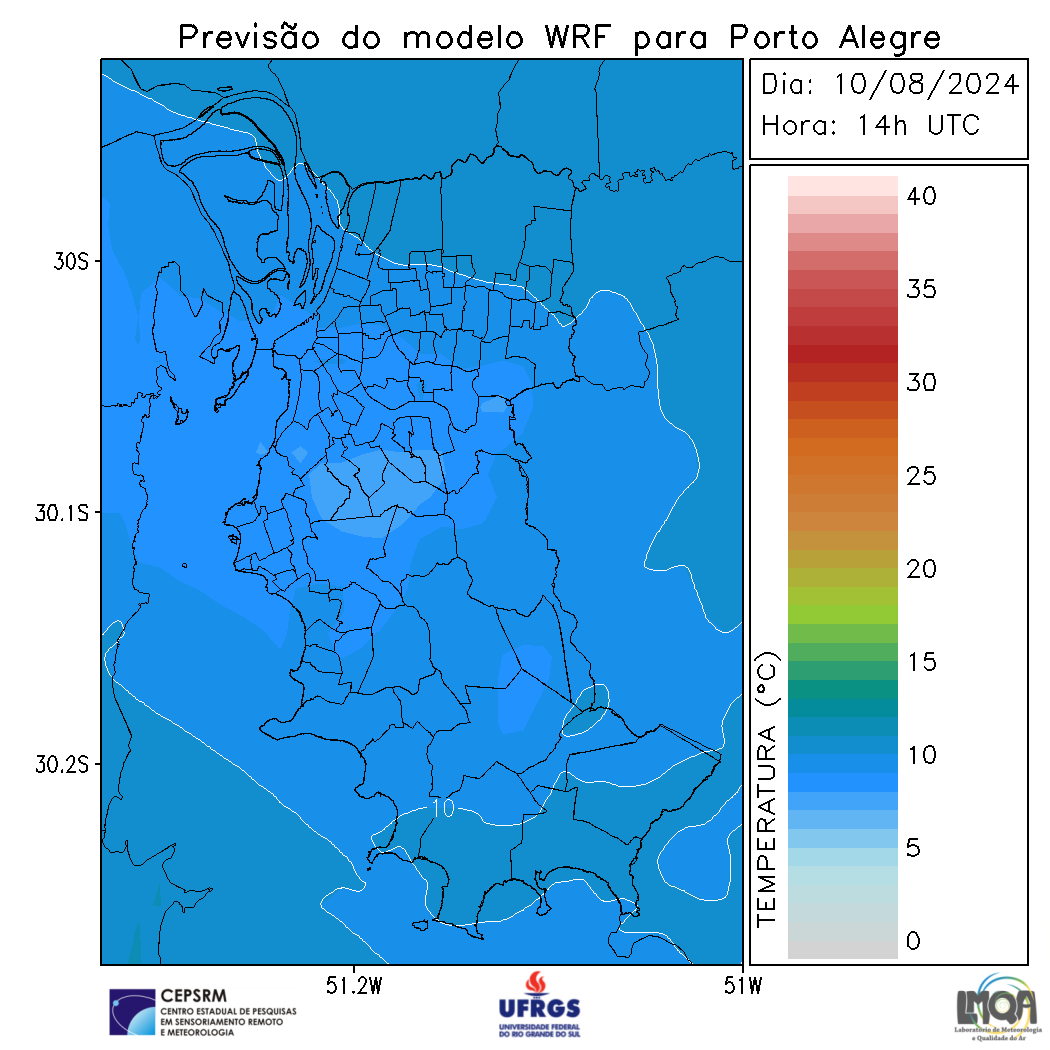 Previsão do modelo WRF para Porto Alegre
Dia: 10/08/2024
Hora: 14h UTC
40
35
30
25
20
15
10
5
0
TEMPERATURA (°C)
30S
30.1S
30.2S
10
51.2W
51W
CEPSRM
CENTRO ESTADUAL DE PESQUISAS
EM SENSORIAMENTO REMOTO
E METEOROLOGIA
UFRGS
UNIVERSIDADE FEDERAL
DO RIO GRANDE DO SUL
LMQA
Laboratório de Meteorologia
e Qualidade do Ar